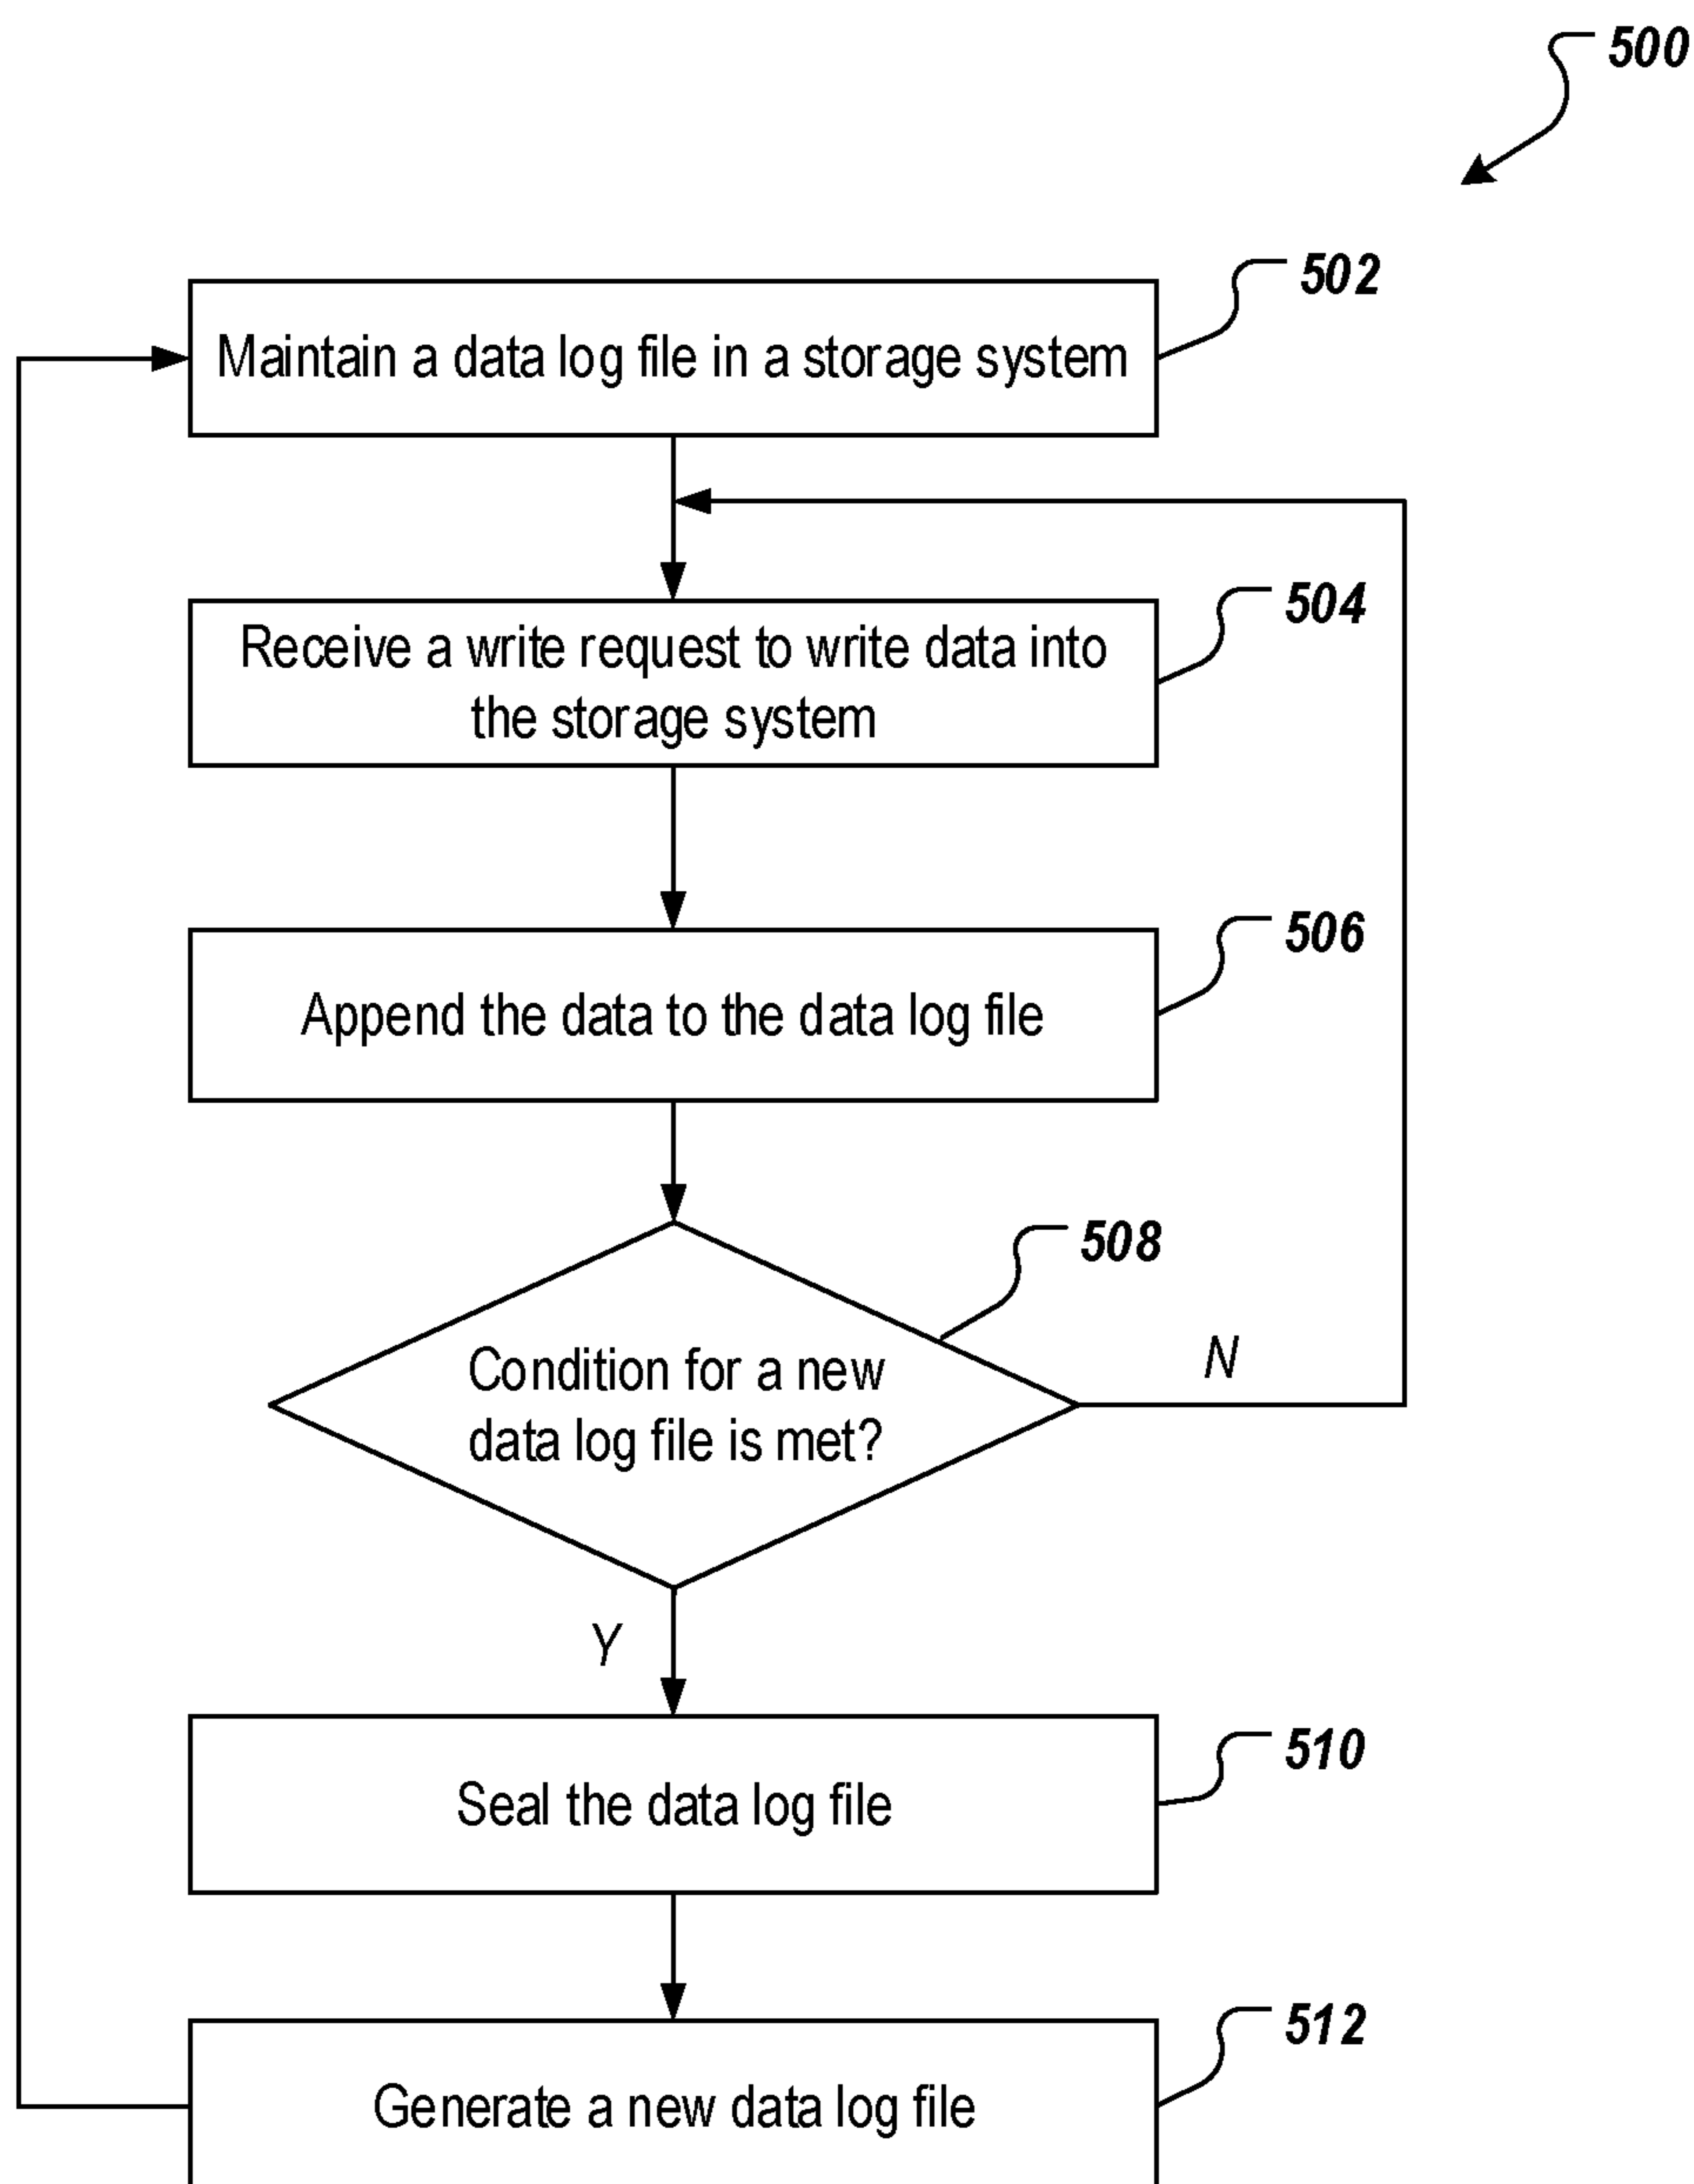 500
502
Maintain a data log file in a storage system
504
Receive a write request to write data into
the storage system
506
Append the data to the data log file
508
Condition for a new
data log file is met?
N
Y
510
Seal the data log file
512
Generate a new data log file